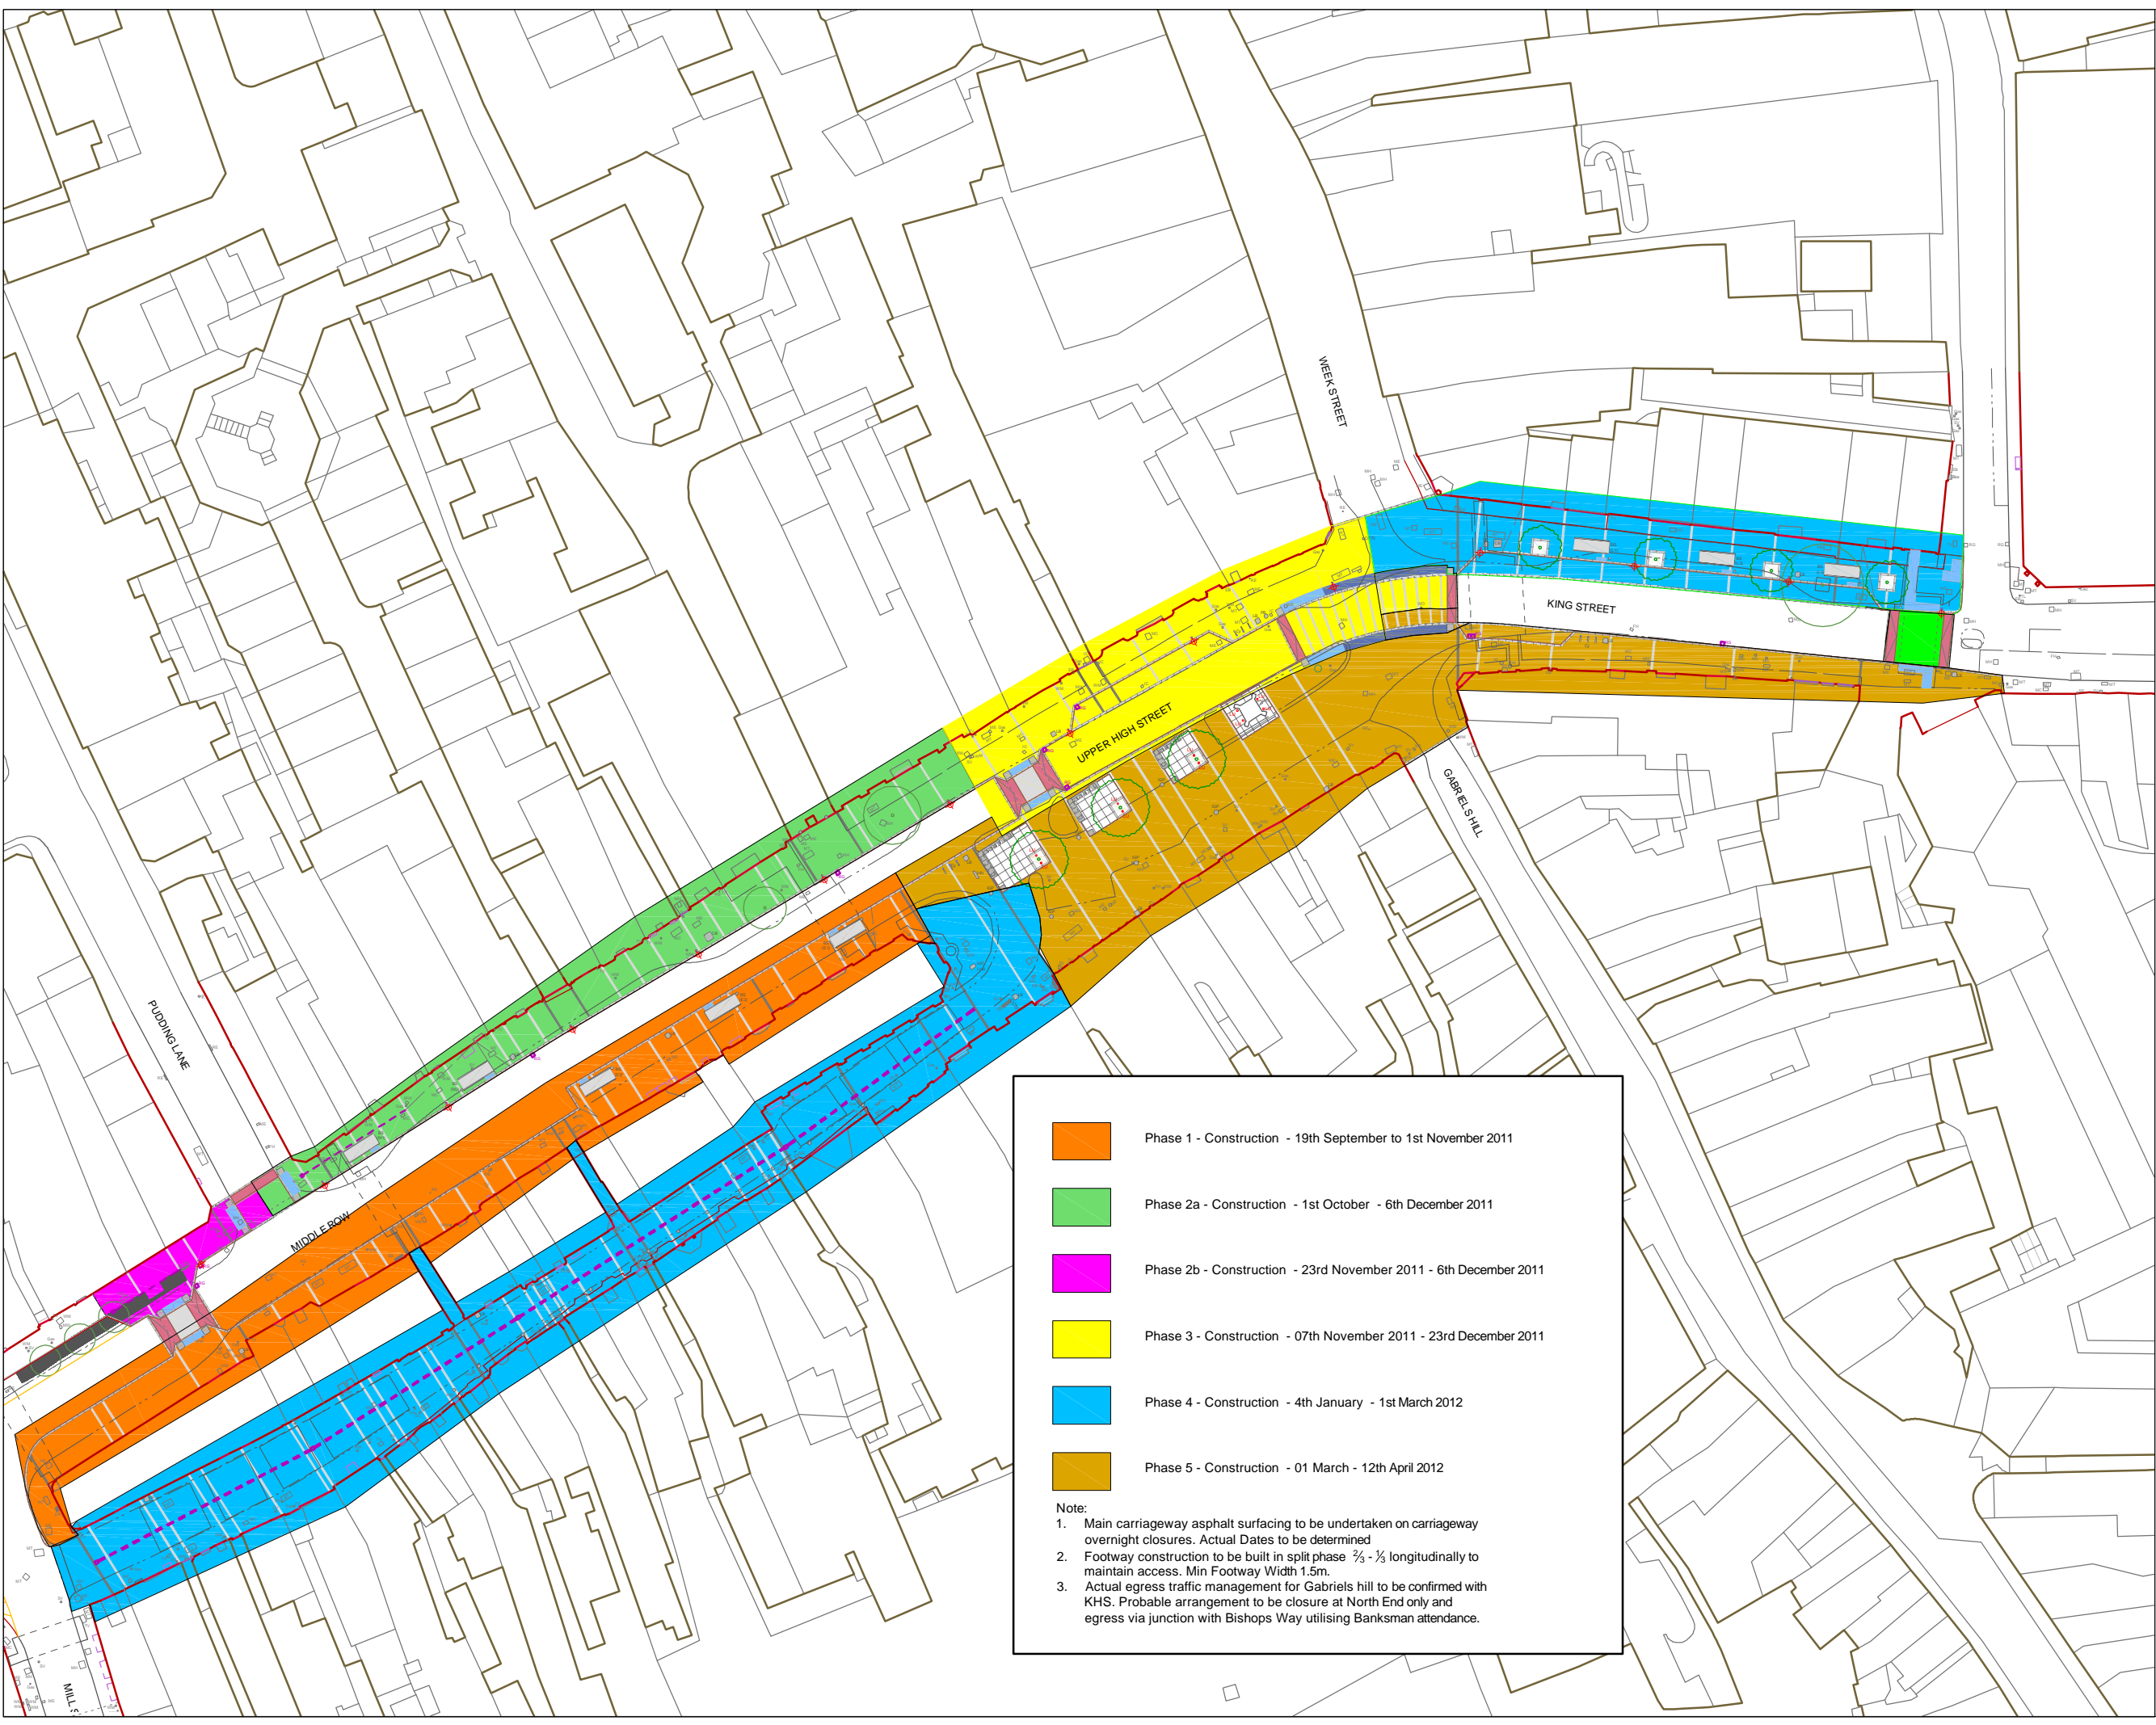 WEEK STREET
KING STREET
UPPER HIGH STREET
GABRIELS HILL
PUDDING LANE
MIDDLE ROW
MILL S
Phase 1 - Construction - 19th September to 1st November 2011
Phase 2a - Construction - 1st October - 6th December 2011
Phase 2b - Construction - 23rd November 2011 - 6th December 2011
Phase 3 - Construction - 07th November 2011 - 23rd December 2011
Phase 4 - Construction - 4th January - 1st March 2012
Phase 5 - Construction - 01 March - 12th April 2012
Note:
1. Main carriageway asphalt surfacing to be undertaken on carriageway
overnight closures. Actual Dates to be determined
2. Footway construction to be built in split phase ⅔ - ⅓ longitudinally to
maintain access. Min Footway Width 1.5m.
3. Actual egress traffic management for Gabriels hill to be confirmed with
KHS. Probable arrangement to be closure at North End only and
egress via junction with Bishops Way utilising Banksman attendance.